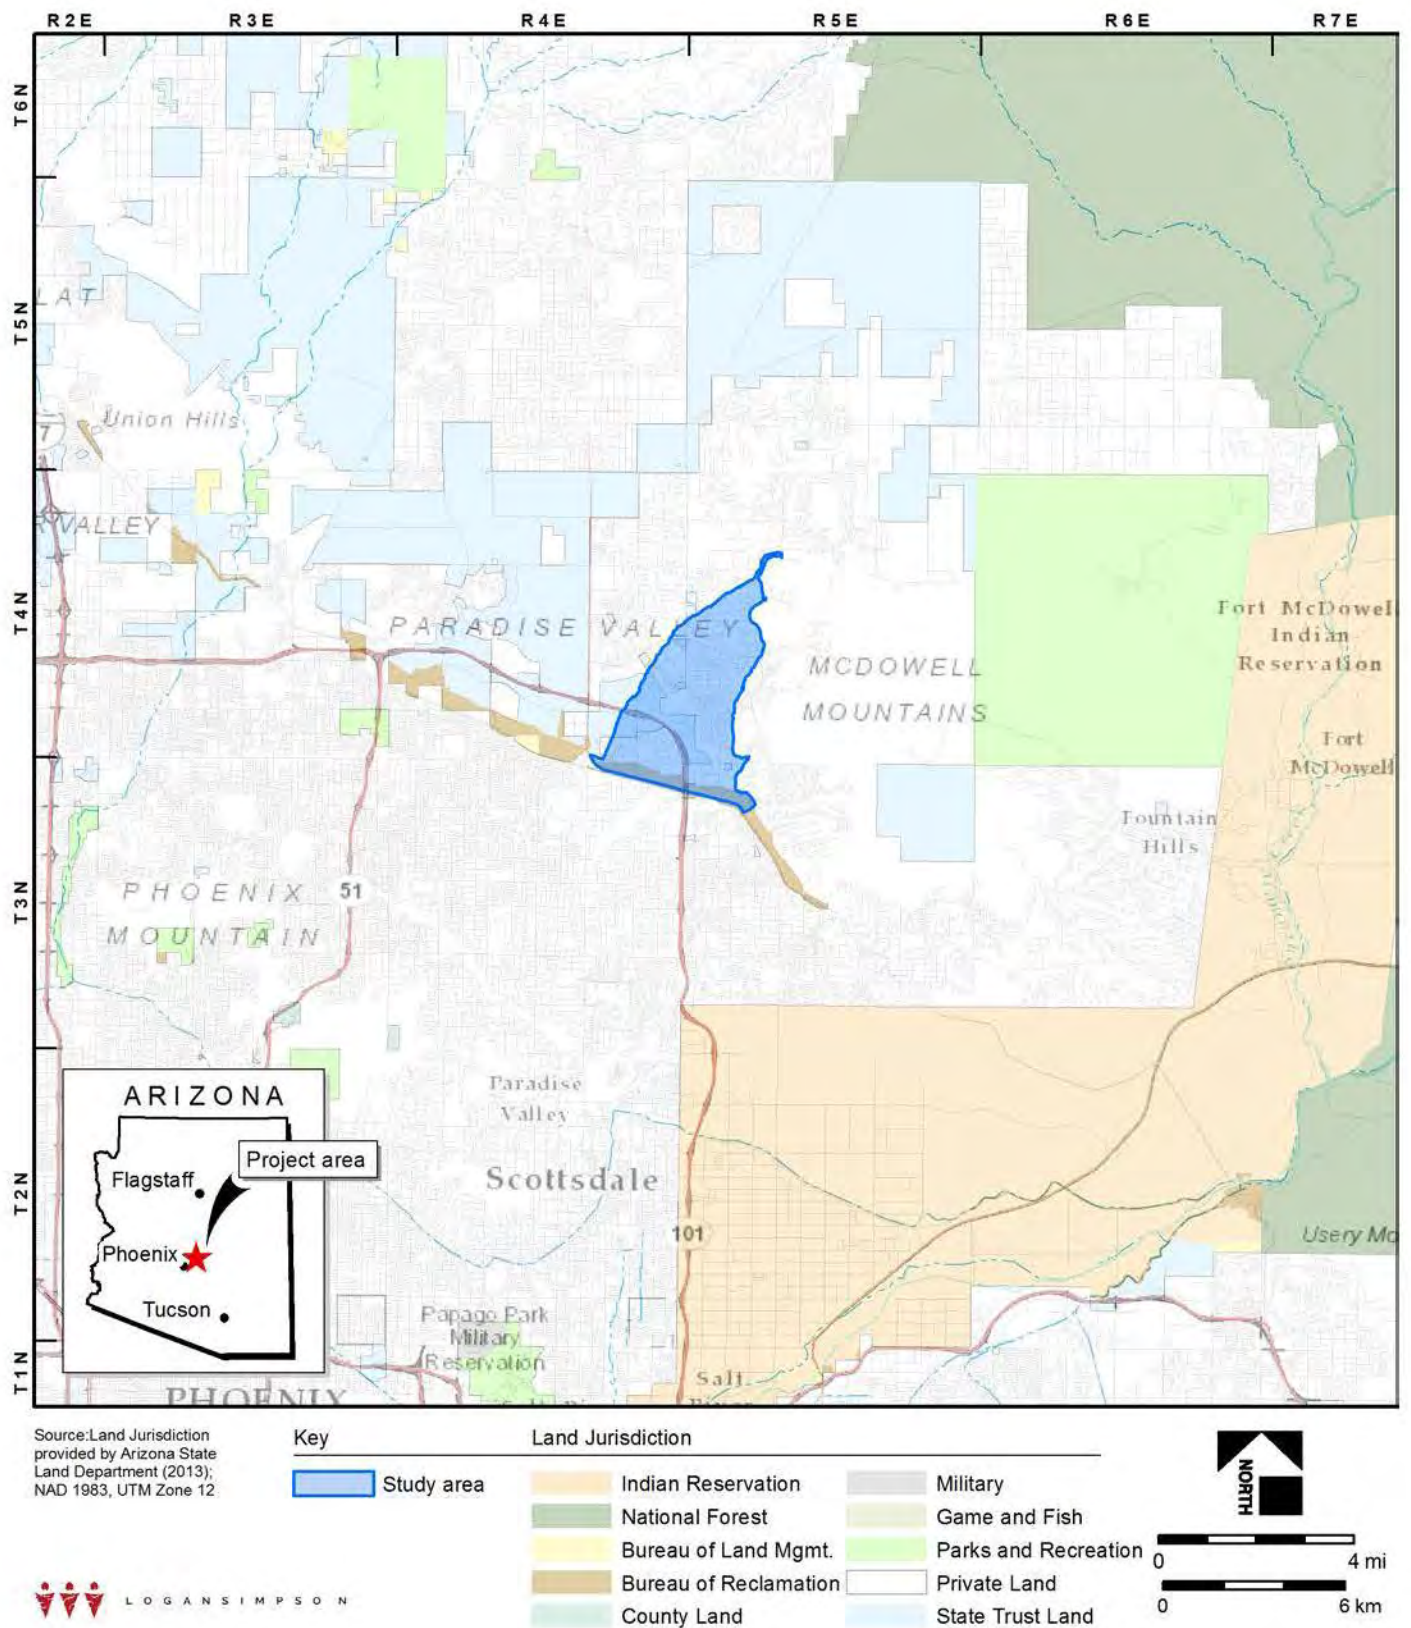 R2E R3E R4E R5E R6E R7E
T6N
T5N
LAT
Union Hills
7
VALLEY
T4N
PARADISE VALLEY
Fort McDowel
Indian
Reservation
MCDOWELL
MOUNTAINS
Fort
McDowell
Fountain
Hills
T3N
PHOENIX
MOUNTAIN
51
Paradise
Valley
Scottsdale
T2N
101
Usery Mo
Papago Park
Military
Reservation
T1N
Salt
PHOENIX
ARIZONA
Project area
Flagstaff
Phoenix
Tucson
Source:Land Jurisdiction
provided by Arizona State
Land Department (2013);
NAD 1983, UTM Zone 12
Key
Study area
Land Jurisdiction
Indian Reservation
National Forest
Bureau of Land Mgmt.
Bureau of Reclamation
County Land
Military
Game and Fish
Parks and Recreation
Private Land
State Trust Land
NORTH
0 4 mi
0 6 km
LOGANSIMPSON